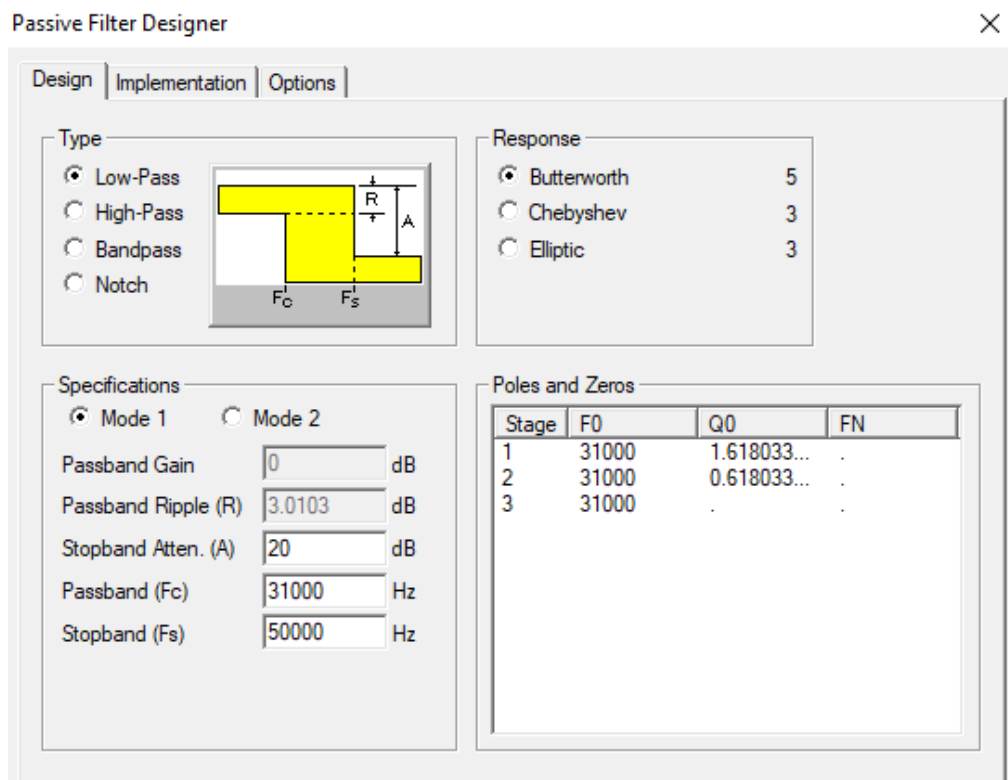 Passive Filter Designer
Design
Implementation
Options
Type
Low-Pass
High-Pass
Bandpass
Notch
R
A
Fc
Fs
Response
Butterworth 5
Chebyshev 3
Elliptic 3
Specifications
Mode 1 Mode 2
Passband Gain 0 dB
Passband Ripple (R) 3.0103 dB
Stopband Atten. (A) 20 dB
Passband (Fc) 31000 Hz
Stopband (Fs) 50000 Hz
Poles and Zeros
Stage F0 Q0 FN
1 31000 1.618033... .
2 31000 0.618033... .
3 31000 . .